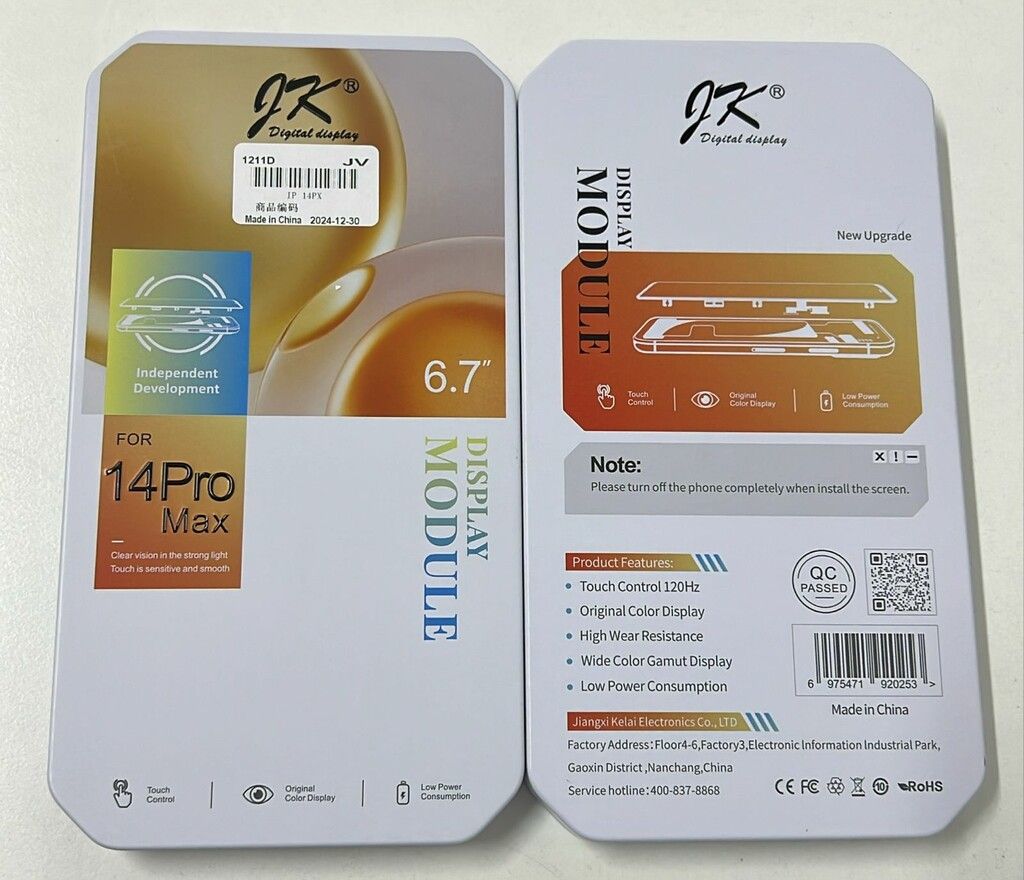 JK®
Digital display
1211D JV
JP 14PX
商品编码
Made in China 2024-12-30
Independent
Development
6.7"
FOR
14Pro
Max
Clear vision in the strong light
Touch is sensitive and smooth
DISPLAY
MODULE
Touch
Control
Original
Color Display
Low Power
Consumption
JK®
Digital display
DISPLAY
MODULE
New Upgrade
Touch
Control
Original
Color Display
Low Power
Consumption
Note:
Please turn off the phone completely when install the screen.
Product Features:
• Touch Control 120Hz
• Original Color Display
• High Wear Resistance
• Wide Color Gamut Display
• Low Power Consumption
QC
PASSED
6 975471 920253 >
Made in China
Jiangxi Kelai Electronics Co., LTD
Factory Address:Floor4-6,Factory3,Electronic Information Industrial Park,
Gaoxin District ,Nanchang,China
Service hotline:400-837-8868
CE FC 10 RoHS